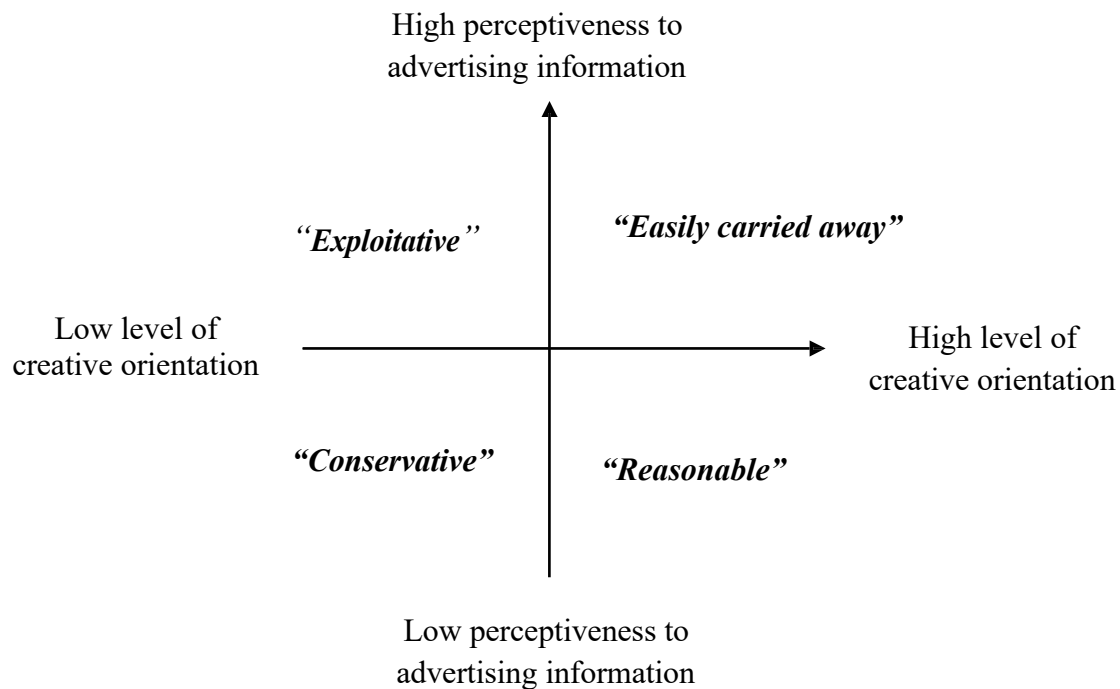 High perceptiveness to
advertising information
“Exploitative”
“Easily carried away”
Low level of
creative orientation
High level of
creative orientation
“Conservative”
“Reasonable”
Low perceptiveness to
advertising information